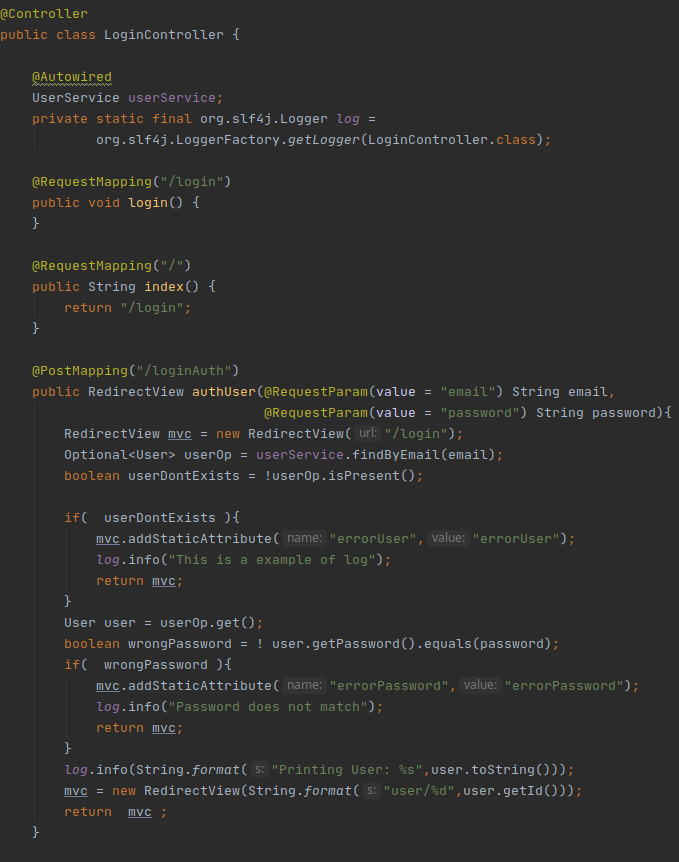 @Controller
public class LoginController {
@Autowired
UserService userService;
private static final org.slf4j.Logger log =
org.slf4j.LoggerFactory.getLogger(LoginController.class);
@RequestMapping("/login")
public void login() {
}
@RequestMapping("/")
public String index() {
return "/login";
}
@PostMapping("/loginAuth")
public RedirectView authUser(@RequestParam(value = "email") String email,
@RequestParam(value = "password") String password){
RedirectView mvc = new RedirectView( url: "/login");
Optional<User> userOp = userService.findByEmail(email);
boolean userDontExists = !userOp.isPresent();
if(  userDontExists ){
mvc.addStaticAttribute( name: "errorUser", value: "errorUser");
log.info("This is a example of log");
return mvc;
}
User user = userOp.get();
boolean wrongPassword = ! user.getPassword().equals(password);
if(  wrongPassword ){
mvc.addStaticAttribute( name: "errorPassword", value: "errorPassword");
log.info("Password does not match");
return mvc;
}
log.info(String.format( s: "Printing User: %s",user.toString()));
mvc = new RedirectView(String.format( s: "user/%d",user.getId()));
return  mvc ;
}